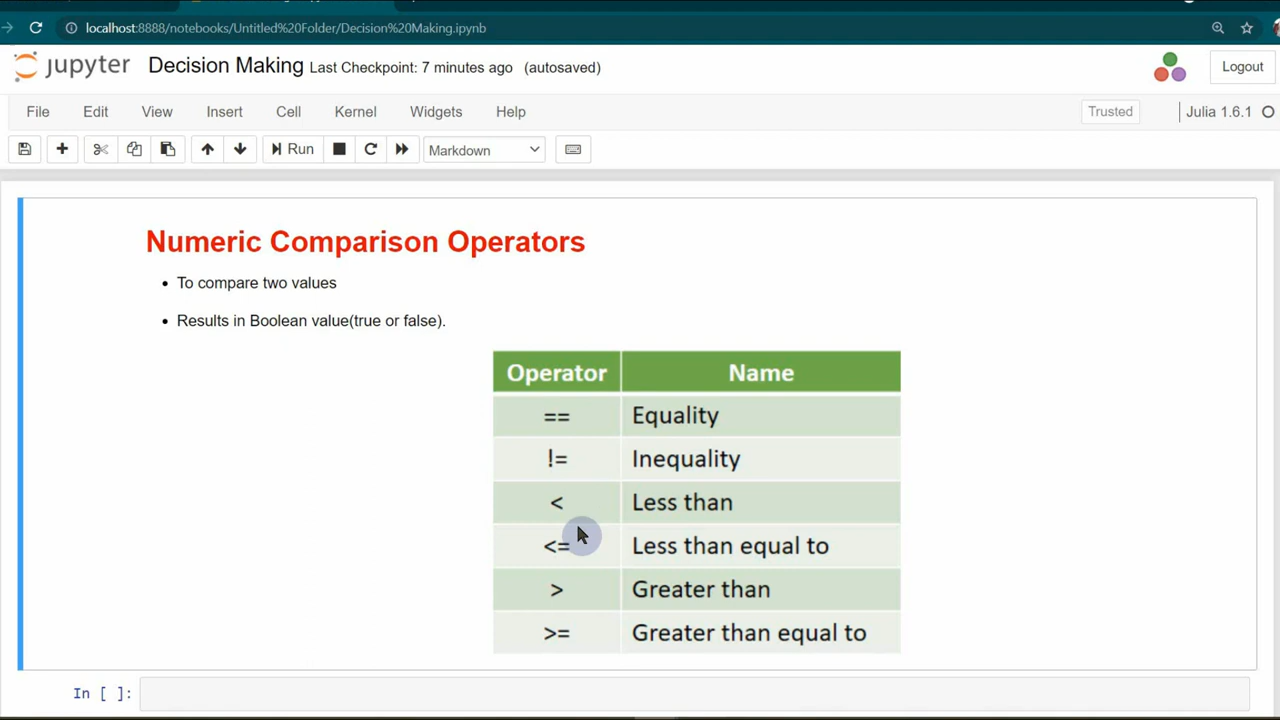 localhost:8888/notebooks/Untitled%20Folder/Decision%20Making.ipynb
jupyter Decision Making Last Checkpoint: 7 minutes ago (autosaved)
Logout
File Edit View Insert Cell Kernel Widgets Help
Trusted
Julia 1.6.1
Run
Markdown
Numeric Comparison Operators
• To compare two values
• Results in Boolean value(true or false).
Operator Name
== Equality
!= Inequality
< Less than
<= Less than equal to
> Greater than
>= Greater than equal to
In [ ]: